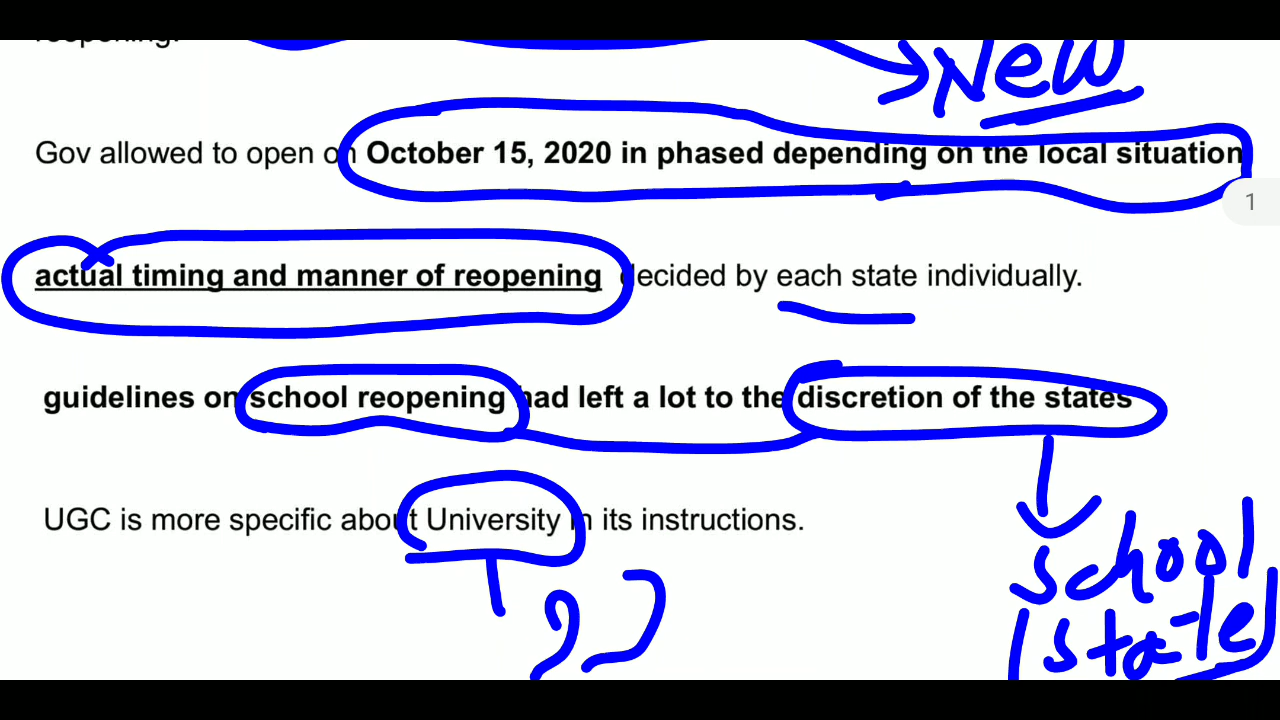 reopening.
New
Gov allowed to open on October 15, 2020 in phased depending on the local situation
1
actual timing and manner of reopening decided by each state individually.
guidelines on school reopening had left a lot to the discretion of the states
UGC is more specific about University in its instructions.
school
(state)